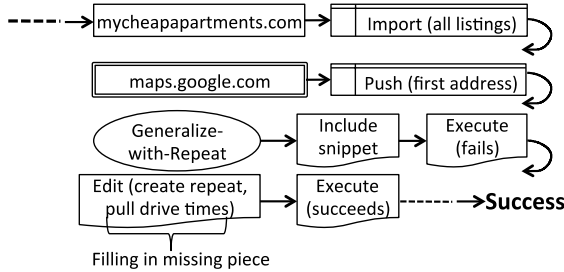 mycheapapartments.com Import (all listings)
maps.google.com Push (first address)
Generalize-
with-Repeat
Include
snippet
Execute
(fails)
Edit (create repeat,
pull drive times)
Execute
(succeeds)
Success
Filling in missing piece